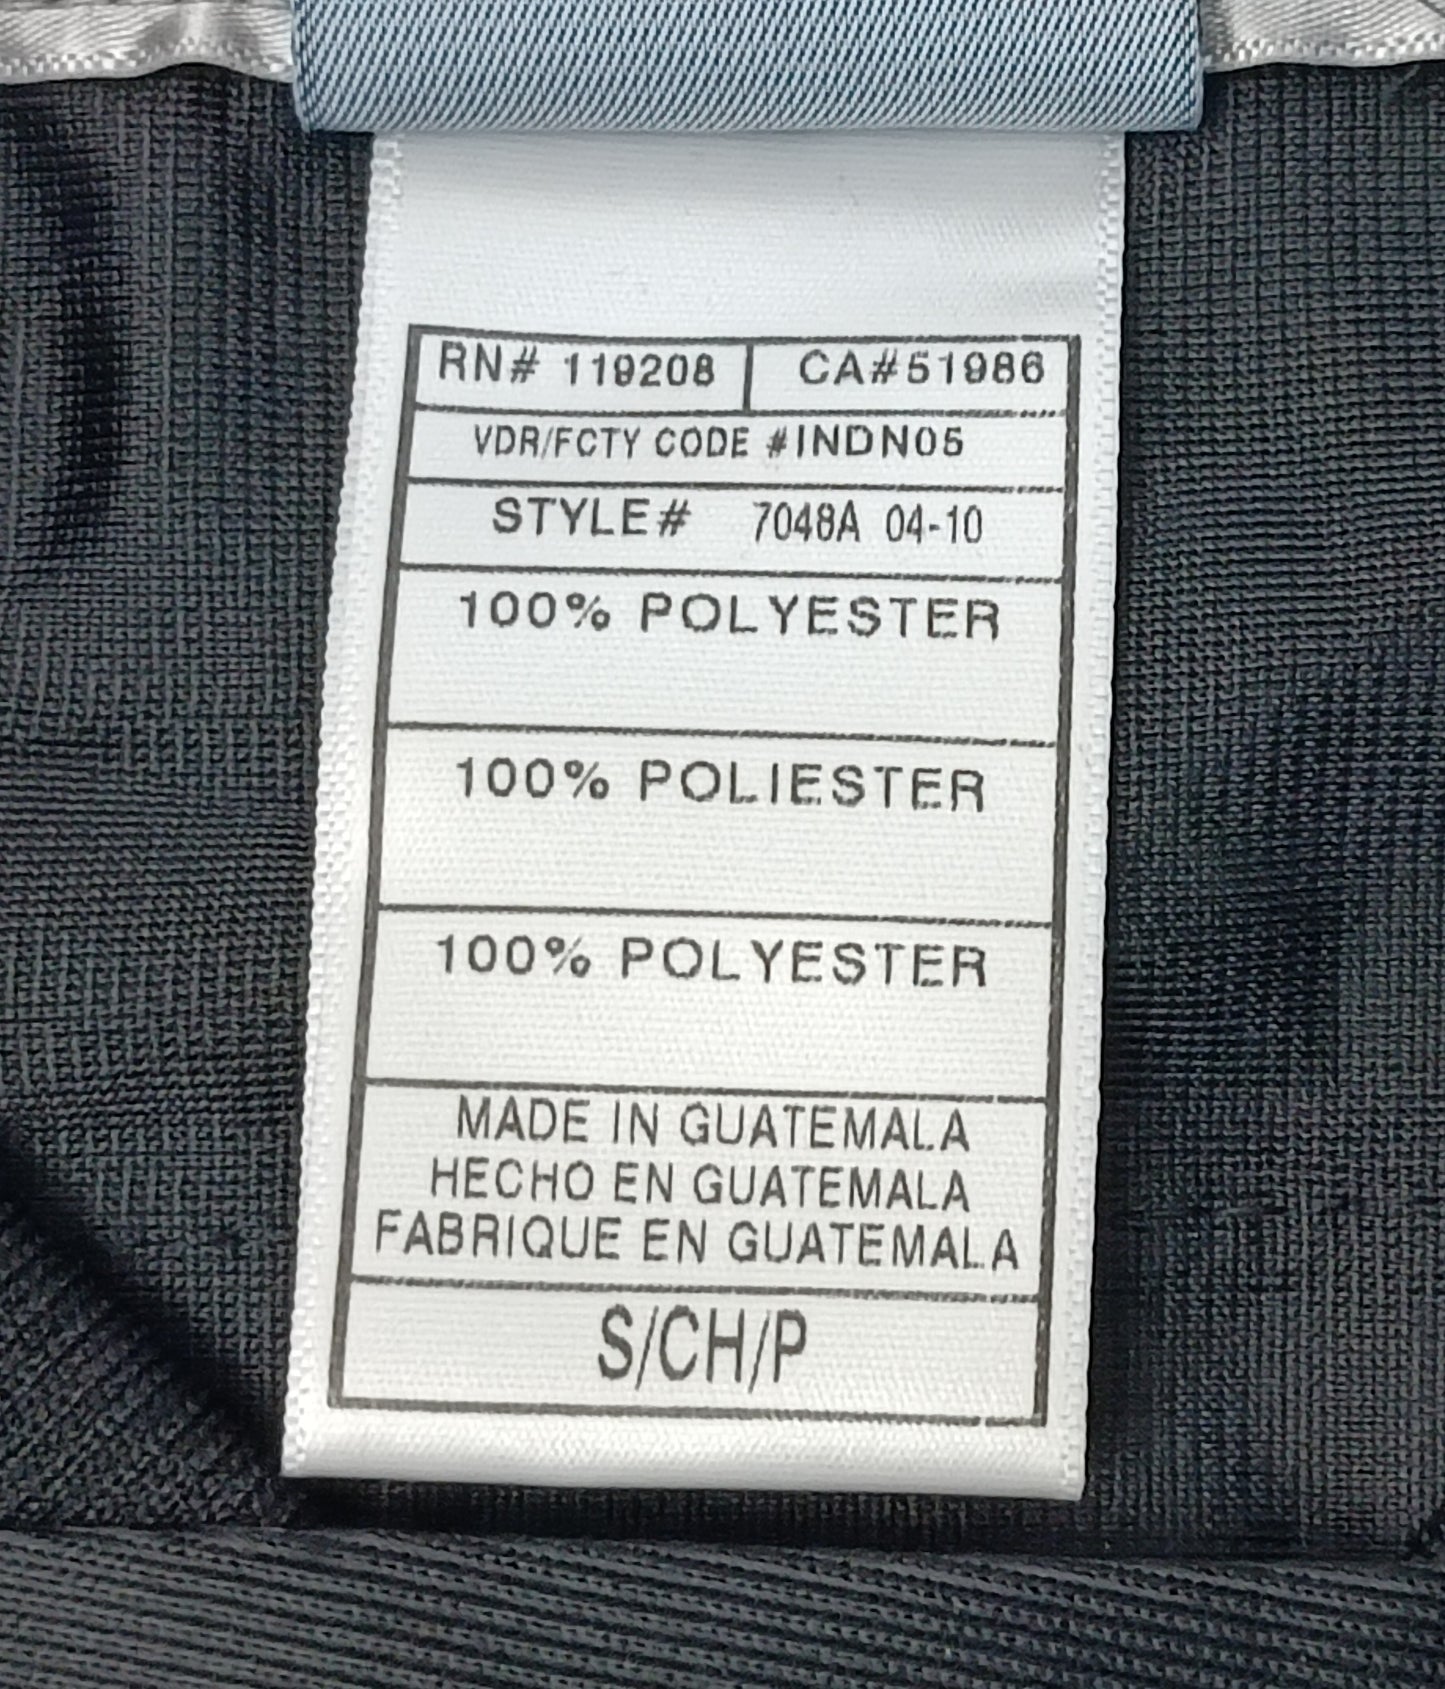 RN# 119208 CA#51986
VDR/FCTY CODE #INDN05
STYLE# 7048A 04-10
100% POLYESTER
100% POLIESTER
100% POLYESTER
MADE IN GUATEMALA
HECHO EN GUATEMALA
FABRIQUE EN GUATEMALA
S/CH/P